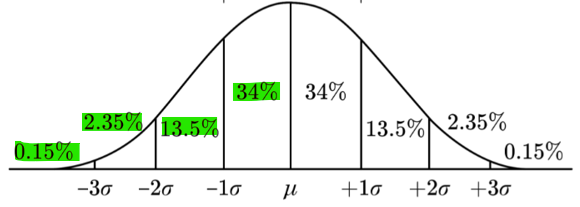 34% 34%
2.35% 13.5% 13.5% 2.35%
0.15% 0.15%
−3σ −2σ −1σ μ +1σ +2σ +3σ